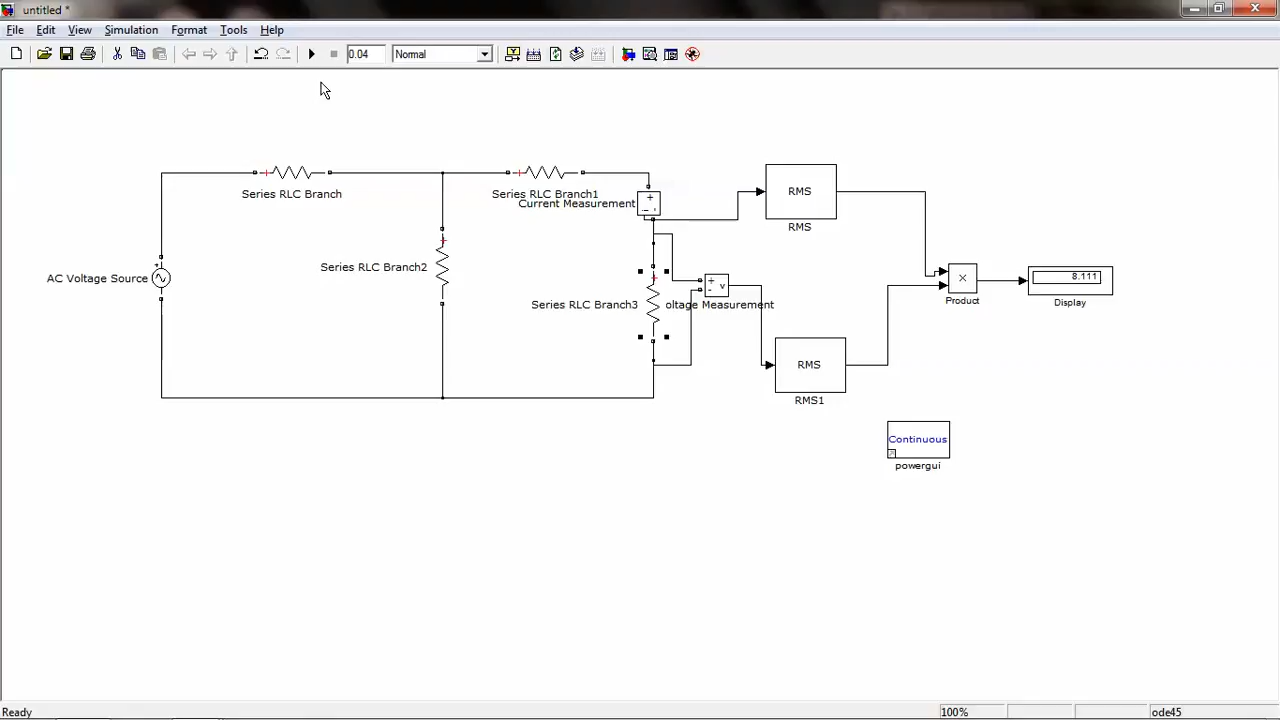 untitled *
File Edit View Simulation Format Tools Help
0.04 Normal
RMS
RMS
Series RLC Branch
Series RLC Branch1
Current Measurement
Series RLC Branch2
AC Voltage Source
Series RLC Branch3
+
-
v
oltage Measurement
×
Product
8.111
Display
RMS
RMS1
Continuous
powergui
Ready 100% ode45